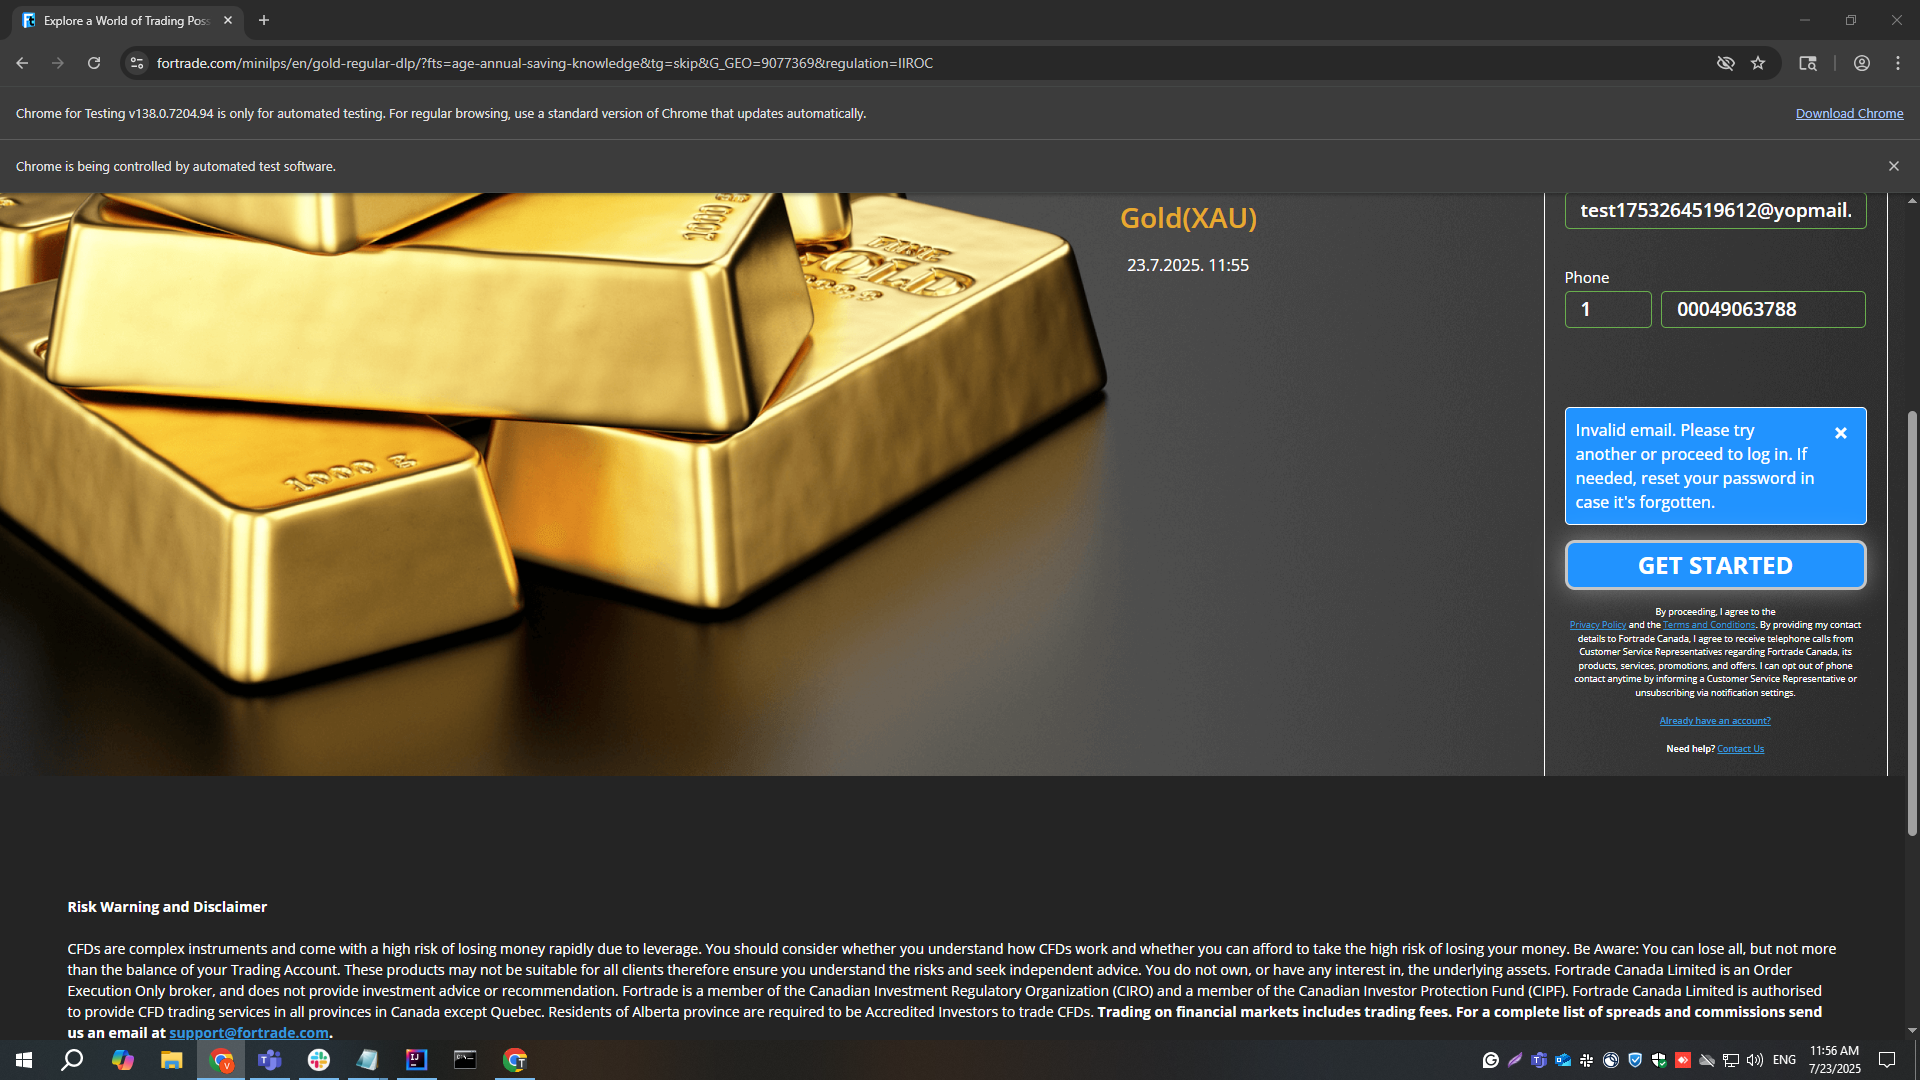 Explore a World of Trading Poss
fortrade.com/minilps/en/gold-regular-dlp/?fts=age-annual-saving-knowledge&tg=skip&G_GEO=9077369&regulation=IIROC
Chrome for Testing v138.0.7204.94 is only for automated testing. For regular browsing, use a standard version of Chrome that updates automatically.
Download Chrome
Chrome is being controlled by automated test software.
1000 g
FINE
GOLD
1000 g
Gold(XAU)
23.7.2025. 11:55
test1753264519612@yopmail.
Phone
1
00049063788
Invalid email. Please try
another or proceed to log in. If
needed, reset your password in
case it's forgotten.
GET STARTED
By proceeding, I agree to the
Privacy Policy and the Terms and Conditions. By providing my contact
details to Fortrade Canada, I agree to receive telephone calls from
Customer Service Representatives regarding Fortrade Canada, its
products, services, promotions, and offers. I can opt out of phone
contact anytime by informing a Customer Service Representative or
unsubscribing via notification settings.
Already have an account?
Need help? Contact Us
Risk Warning and Disclaimer
CFDs are complex instruments and come with a high risk of losing money rapidly due to leverage. You should consider whether you understand how CFDs work and whether you can afford to take the high risk of losing your money. Be Aware: You can lose all, but not more
than the balance of your Trading Account. These products may not be suitable for all clients therefore ensure you understand the risks and seek independent advice. You do not own, or have any interest in, the underlying assets. Fortrade Canada Limited is an Order
Execution Only broker, and does not provide investment advice or recommendation. Fortrade is a member of the Canadian Investment Regulatory Organization (CIRO) and a member of the Canadian Investor Protection Fund (CIPF). Fortrade Canada Limited is authorised
to provide CFD trading services in all provinces in Canada except Quebec. Residents of Alberta province are required to be Accredited Investors to trade CFDs. Trading on financial markets includes trading fees. For a complete list of spreads and commissions send
us an email at support@fortrade.com.
ENG
11:56 AM
7/23/2025